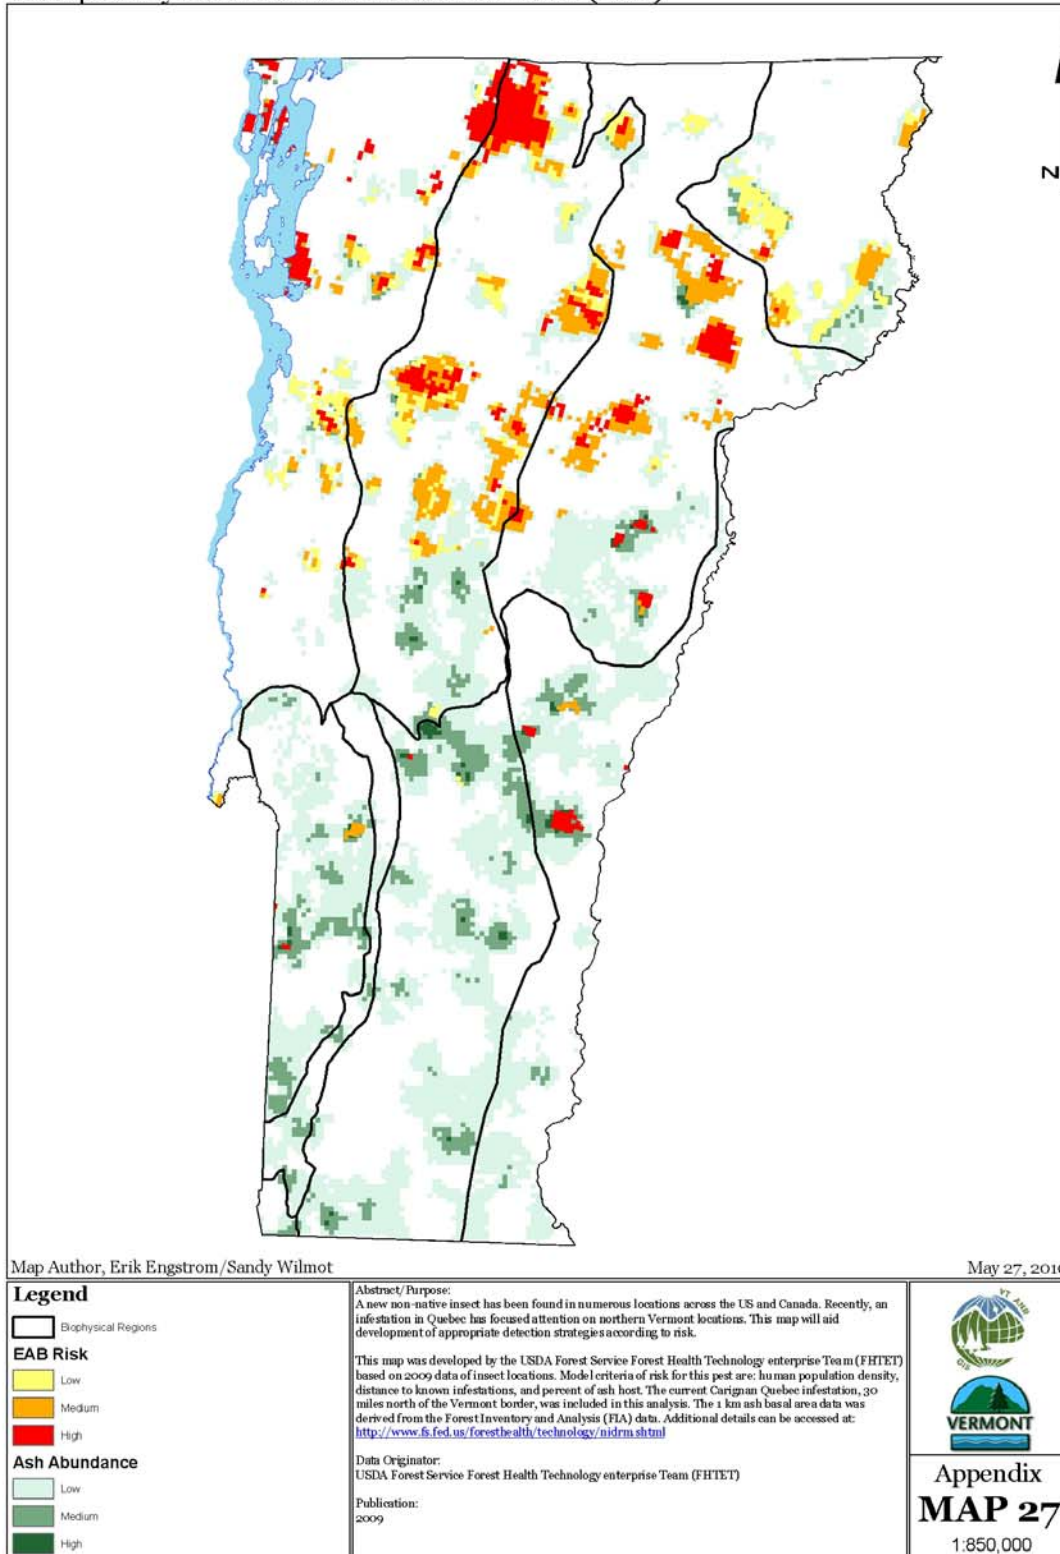 Map Author, Erik Engstrom/Sandy Wilmot
May 27, 2010
Legend
Biophysical Regions
EAB Risk
Low
Medium
High
Ash Abundance
Low
Medium
High
Abstract/Purpose:
A new non-native insect has been found in numerous locations across the US and Canada. Recently, an
infestation in Quebec has focused attention on northern Vermont locations. This map will aid
development of appropriate detection strategies according to risk.
This map was developed by the USDA Forest Service Forest Health Technology enterprise Team (FHTET)
based on 2009 data of insect locations. Model criteria of risk for this pest are: human population density,
distance to known infestations, and percent of ash host. The current Carignan Quebec infestation, 30
miles north of the Vermont border, was included in this analysis. The 1 km ash basal area data was
derived from the Forest Inventory and Analysis (FIA) data. Additional details can be accessed at:
http://www.fs.fed.us/foresthealth/technology/nidrm.shtml
Data Originator:
USDA Forest Service Forest Health Technology enterprise Team (FHTET)
Publication:
2009
VT ANR
GIS
VERMONT
Appendix
MAP 27
1:850,000